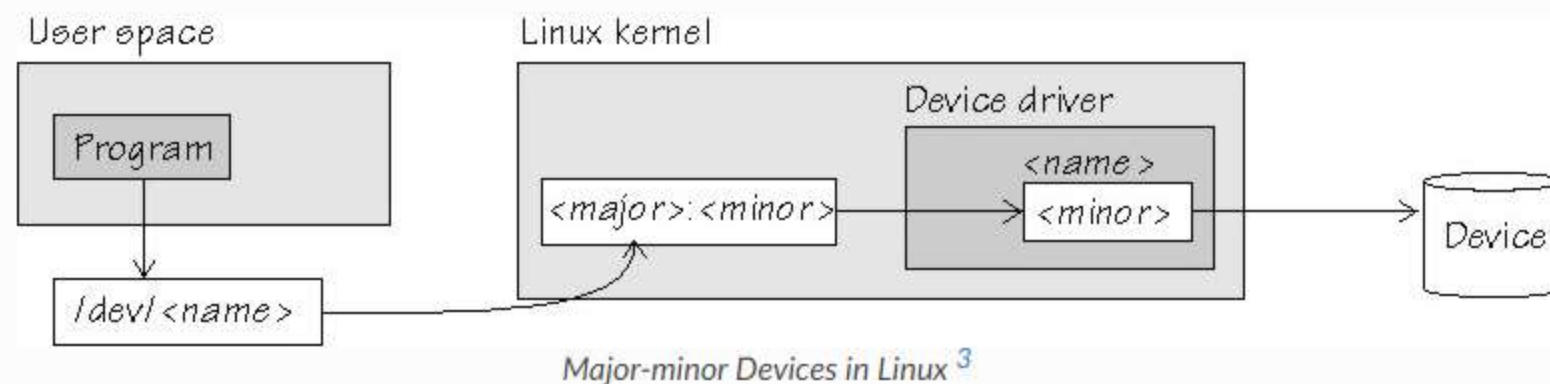 User space
Linux kernel
Device driver
Program
<name>
<major>:<minor>
<minor>
Device
/dev/<name>
Major-minor Devices in Linux 3